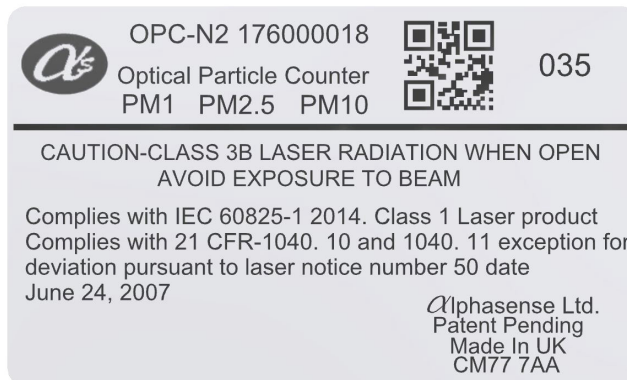 α's
OPC-N2 176000018
Optical Particle Counter
PM1 PM2.5 PM10
035
CAUTION-CLASS 3B LASER RADIATION WHEN OPEN
AVOID EXPOSURE TO BEAM
Complies with IEC 60825-1 2014. Class 1 Laser product
Complies with 21 CFR-1040. 10 and 1040. 11 exception for
deviation pursuant to laser notice number 50 date
June 24, 2007
αlphasense Ltd.
Patent Pending
Made In UK
CM77 7AA